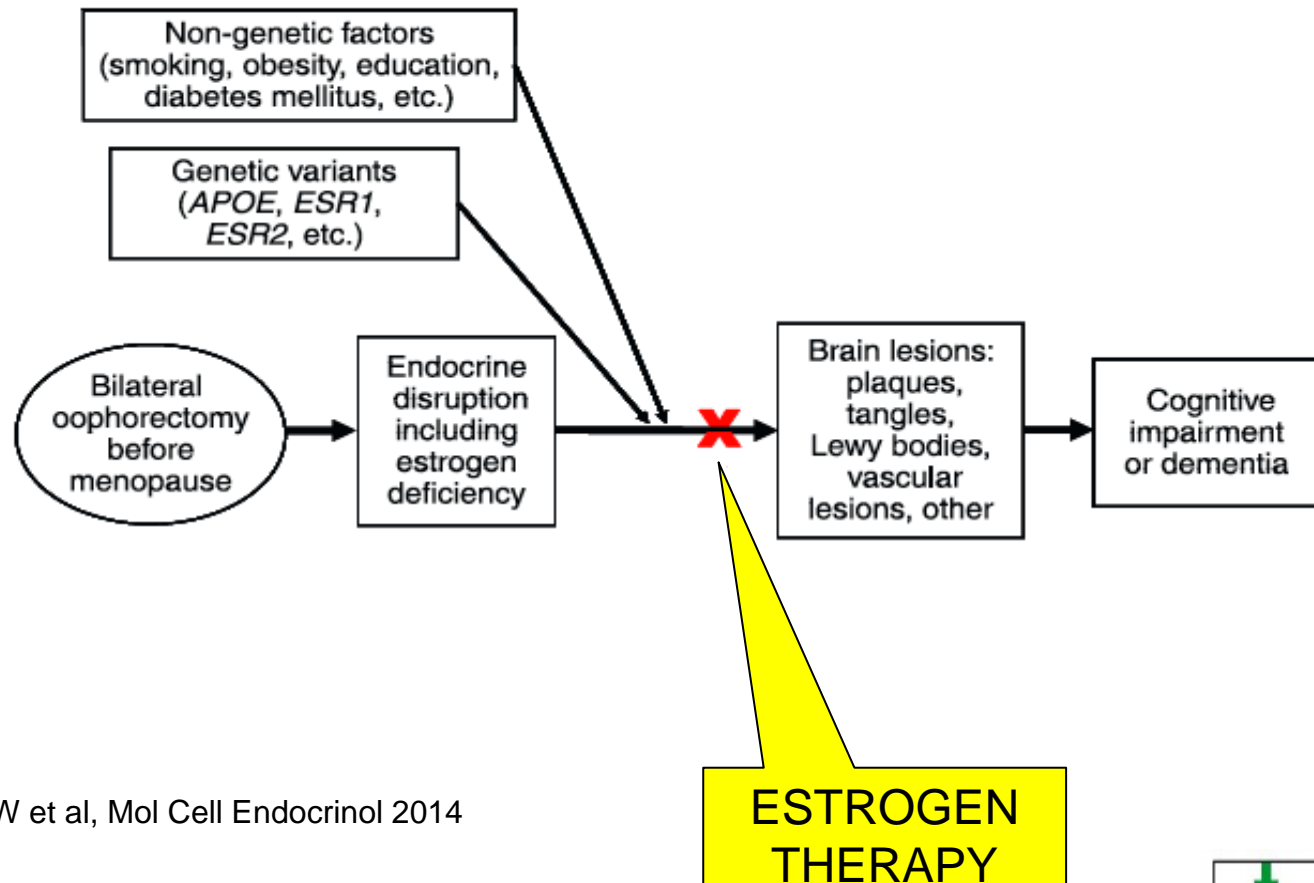 Non-genetic factors
(smoking, obesity, education,
diabetes mellitus, etc.)
Genetic variants
(APOE, ESR1,
ESR2, etc.)
Bilateral
oophorectomy
before
menopause
Endocrine
disruption
including
estrogen
deficiency
X
Brain lesions:
plaques,
tangles,
Lewy bodies,
vascular
lesions, other
Cognitive
impairment
or dementia
ESTROGEN
THERAPY
et al, Mol Cell Endocrinol 2014